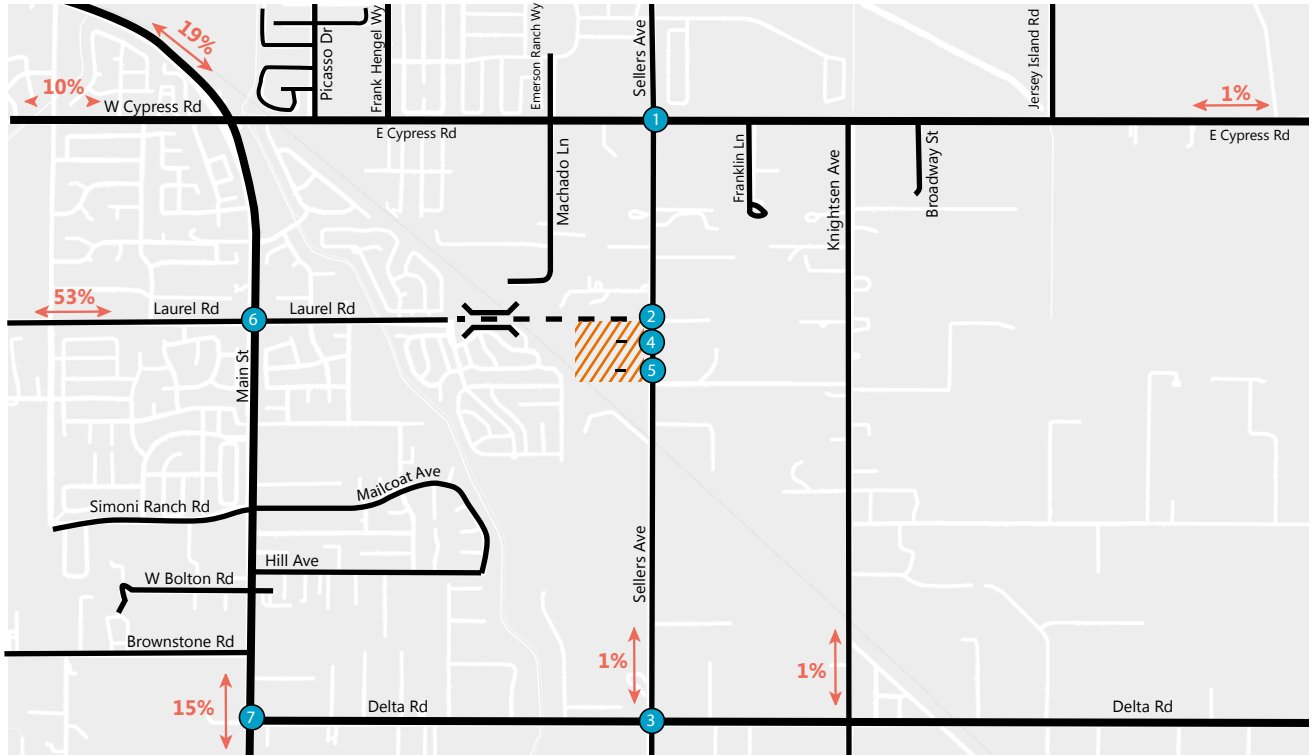 19%
10%
W Cypress Rd
Picasso Dr
Frank Hengel Wy
Emerson Ranch Wy
Sellers Ave
Jersey Island Rd
1%
1
E Cypress Rd
E Cypress Rd
Machado Ln
Franklin Ln
Knightsen Ave
Broadway St
53%
Laurel Rd
Laurel Rd
6
2
4
5
Main St
Simoni Ranch Rd
Mailcoat Ave
Hill Ave
W Bolton Rd
Sellers Ave
Brownstone Rd
1%
1%
15%
7
Delta Rd
3
Delta Rd